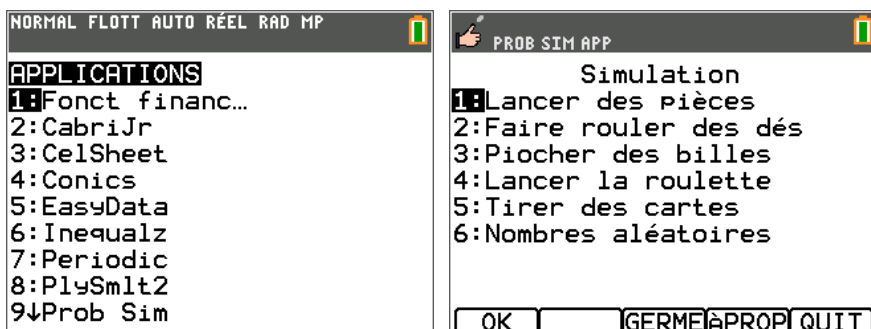 NORMAL FLOTT AUTO RÉEL RAD MP
APPLICATIONS
1:Fonct financ…
2:CabriJr
3:CelSheet
4:Conics
5:EasyData
6:Inequalz
7:Periodic
8:PlySmlt2
9↓Prob Sim
PROB SIM APP
Simulation
1:Lancer des pièces
2:Faire rouler des dés
3:Piocher des billes
4:Lancer la roulette
5:Tirer des cartes
6:Nombres aléatoires
OK GERME àPROP QUIT